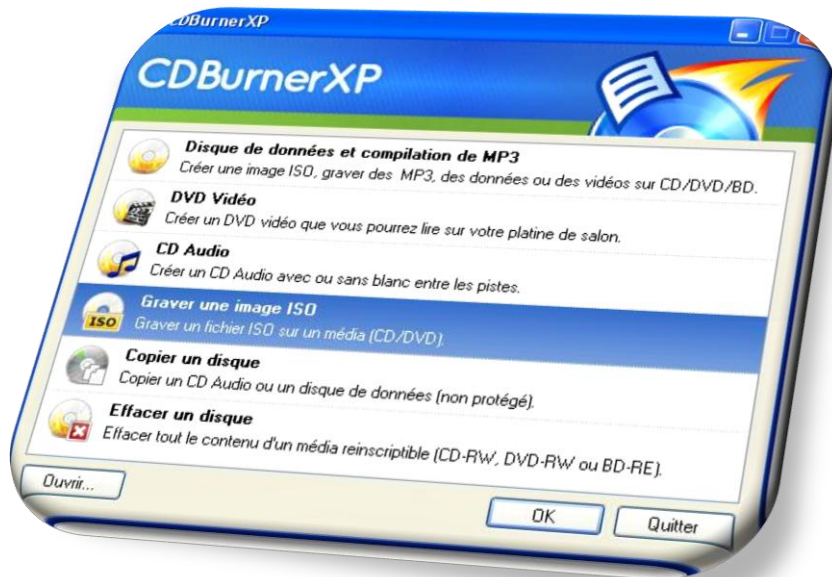 CDBurnerXP
CDBurnerXP
Disque de données et compilation de MP3
Créer une image ISO, graver des MP3, des données ou des vidéos sur CD/DVD/BD.
DVD Vidéo
Créer un DVD vidéo que vous pourrez lire sur votre platine de salon.
CD Audio
Créer un CD Audio avec ou sans blanc entre les pistes.
Graver une image ISO
ISO
Graver un fichier ISO sur un média (CD/DVD).
Copier un disque
Copier un CD Audio ou un disque de données (non protégé).
Effacer un disque
Effacer tout le contenu d'un média reinscriptible (CD-RW, DVD-RW ou BD-RE).
Ouvrir...
OK
Quitter